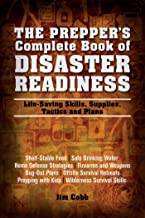 THE PREPPER'S
Complete Book of
DISASTER
READINESS
Life-Saving Skills, Supplies,
Tactics and Plans
Shelf-Stable Food Safe Drinking Water
Home Defense Strategies Firearms and Weapons
Bug-Out Plans Offsite Survival Retreats
Prepping with Kids Wilderness Survival Skills
Jim Cobb